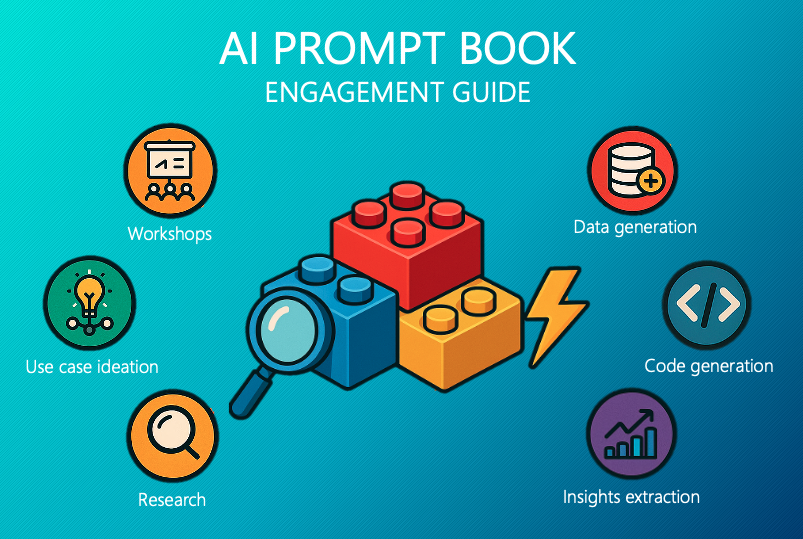 AI PROMPT BOOK
ENGAGEMENT GUIDE
Workshops
Data generation
Use case ideation
Code generation
Research
Insights extraction